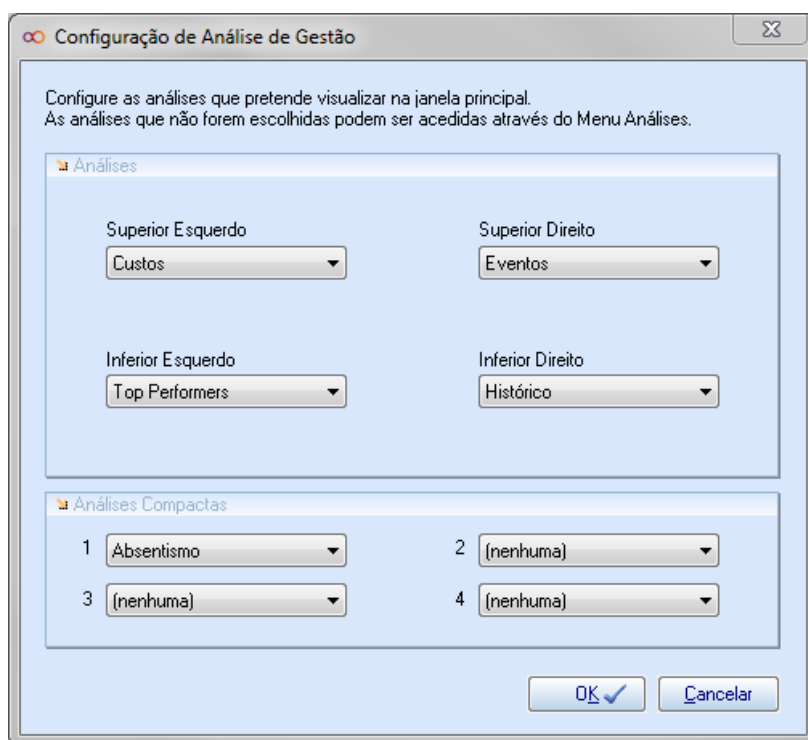 Configuração de Análise de Gestão
Configure as análises que pretende visualizar na janela principal.
As análises que não forem escolhidas podem ser acedidas através do Menu Análises.
Análises
Superior Esquerdo
Superior Direito
Custos
Eventos
Inferior Esquerdo
Inferior Direito
Top Performers
Histórico
Análises Compactas
1 Absentismo
2 (nenhuma)
3 (nenhuma)
4 (nenhuma)
OK
Cancelar